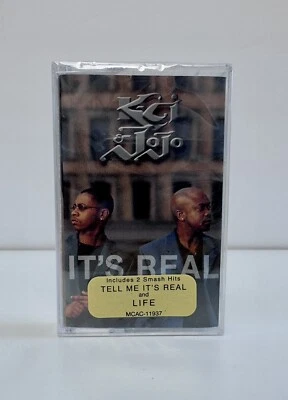 K-Ci
& JoJo
IT'S REAL
Includes 2 Smash Hits
TELL ME IT'S REAL
and
LIFE
MCAC-11937